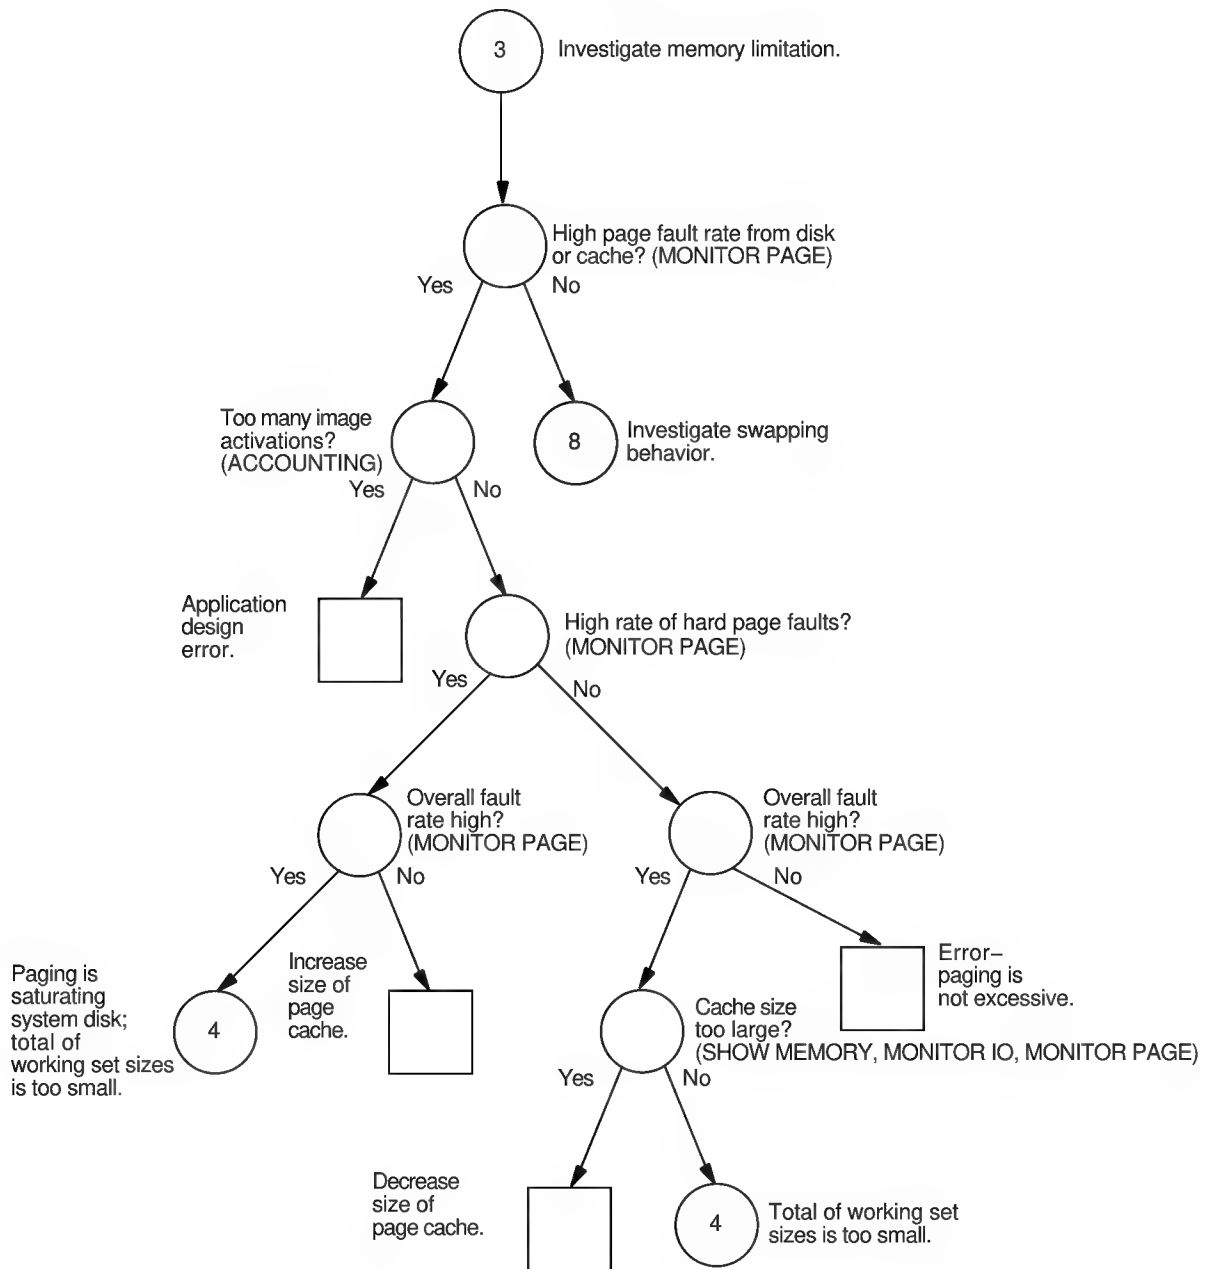 3
Investigate memory limitation.
High page fault rate from disk
or cache? (MONITOR PAGE)
Yes
No
Too many image
activations?
(ACCOUNTING)
8
Investigate swapping
behavior.
Yes
No
Application
design
error.
High rate of hard page faults?
(MONITOR PAGE)
Yes
No
Overall fault
rate high?
(MONITOR PAGE)
Overall fault
rate high?
(MONITOR PAGE)
Yes
No
Yes
No
Paging is
saturating
system disk;
total of
working set sizes
is too small.
4
Increase
size of
page
cache.
Error–
paging is
not excessive.
Cache size
too large?
(SHOW MEMORY, MONITOR IO, MONITOR PAGE)
Yes
No
Decrease
size of
page cache.
4
Total of working set
sizes is too small.